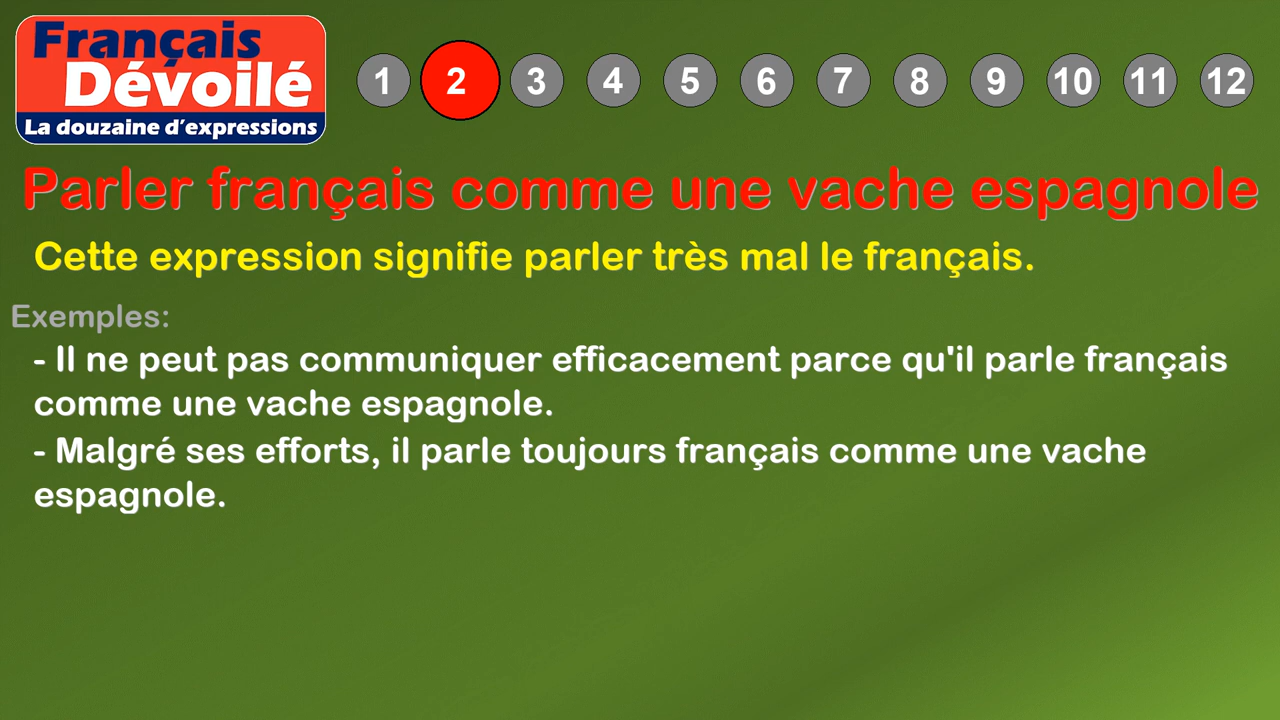 Français
Dévoilé
La douzaine d'expressions
1 2 3 4 5 6 7 8 9 10 11 12
Parler français comme une vache espagnole
Cette expression signifie parler très mal le français.
Exemples:
- Il ne peut pas communiquer efficacement parce qu'il parle français
comme une vache espagnole.
- Malgré ses efforts, il parle toujours français comme une vache
espagnole.